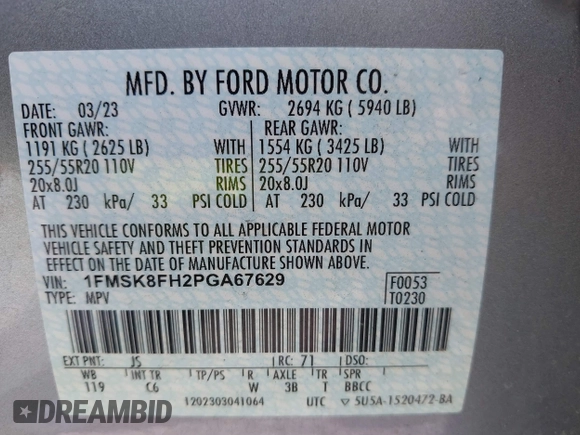 MFD. BY FORD MOTOR CO.
DATE: 03/23 GVWR: 2694 KG ( 5940 LB)
FRONT GAWR: REAR GAWR:
1191 KG ( 2625 LB) WITH 1554 KG ( 3425 LB) WITH
255/55R20 110V TIRES 255/55R20 110V TIRES
20x8.0J RIMS 20x8.0J RIMS
AT 230 kPa/ 33 PSI COLD AT 230 kPa/ 33 PSI COLD
THIS VEHICLE CONFORMS TO ALL APPLICABLE FEDERAL MOTOR
VEHICLE SAFETY AND THEFT PREVENTION STANDARDS IN
EFFECT ON THE DATE OF MANUFACTURE SHOWN ABOVE.
VIN: 1FMSK8FH2PGA67629 F0053
TYPE: MPV T0230
EXT PNT: JS RC: 71 DSO:
WB INT TR TP/PS R AXLE TR SPR
119 C6 W 3B T BBCC
1202303041064 UTC ▽ 5U5A-1520472-BA
DREAMBID